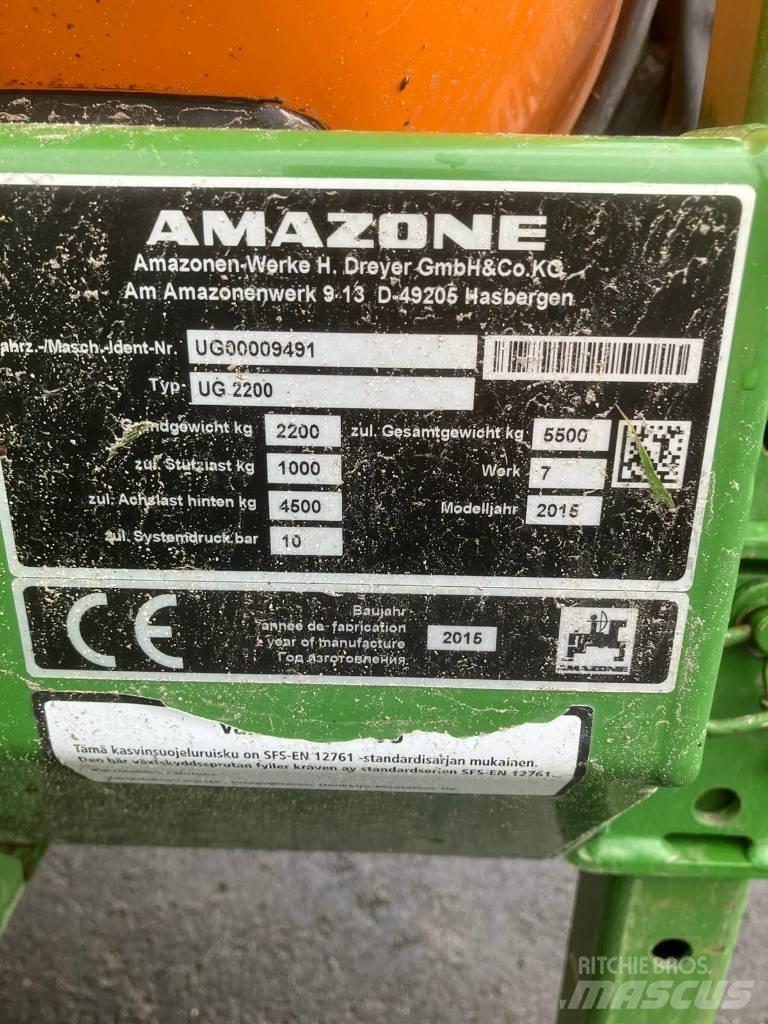 AMAZONE
Amazonen-Werke H. Dreyer GmbH&Co.KG
Am Amazonenwerk 9-13 D-49205 Hasbergen
ahrz.-/Masch.-Ident-Nr. UG00009491
Typ UG 2200
Grundgewicht kg 2200 zul. Gesamtgewicht kg 5500
zul. Stützlast kg 1000 Werk 7
zul. Achslast hinten kg 4500 Modelljahr 2015
zul. Systemdruck bar 10
CE
Baujahr
année de fabrication
year of manufacture 2015
Год изготовления
AMAZONE
Tämä kasvinsuojeluruisku on SFS-EN 12761 -standardisarjan mukainen.
Den här växtskyddssprutan fyller kraven av standardserien SFS-EN 12761.
RITCHIE BROS.
MASCUS